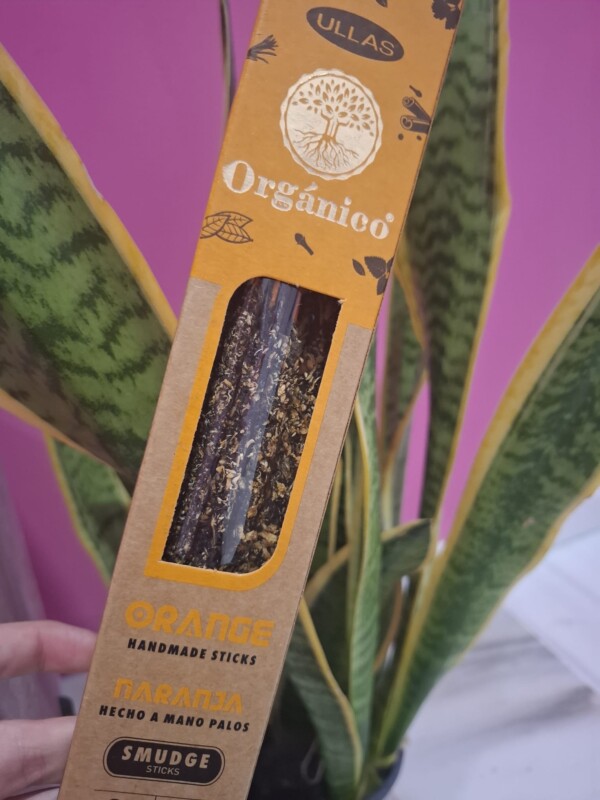 ULLAS
Orgánico®
ORANGE
HANDMADE STICKS
NARANJA
HECHO A MANO PALOS
SMUDGE
STICKS